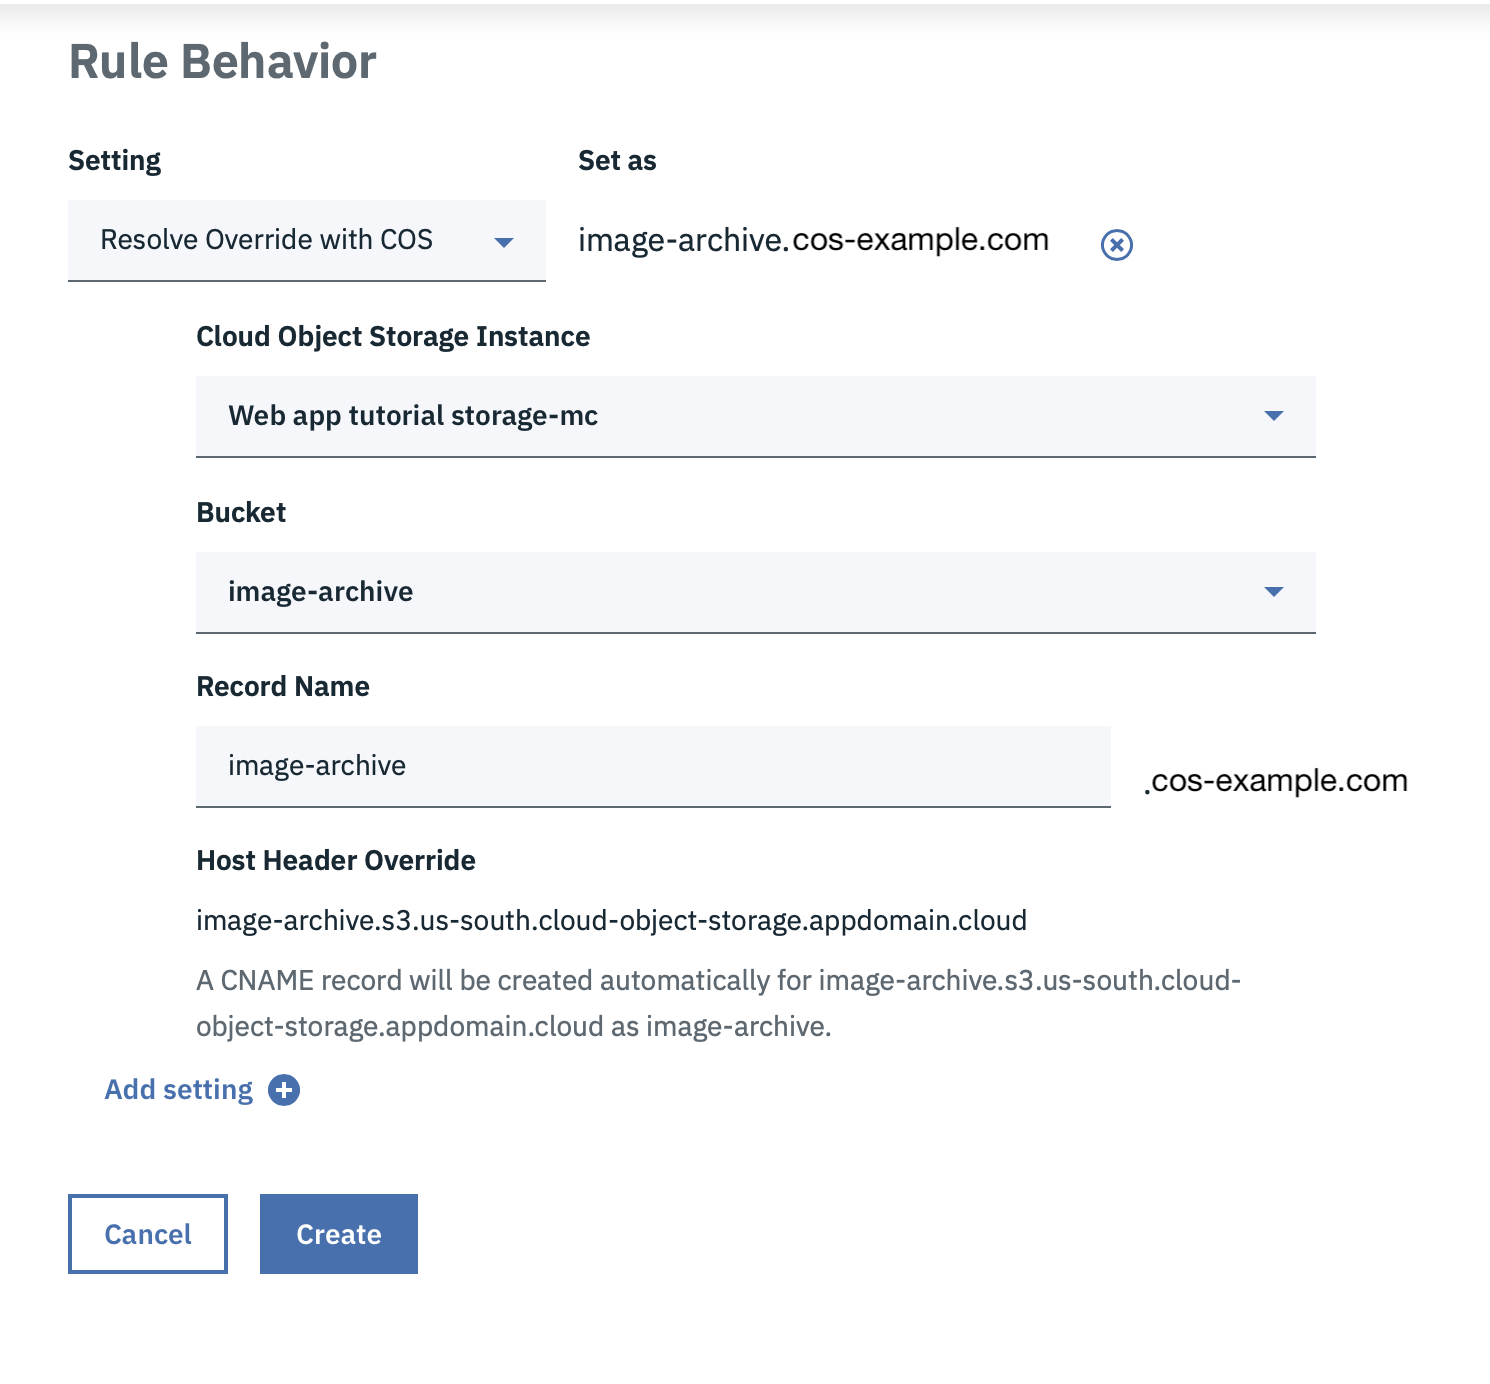 Rule Behavior
Setting
Set as
Resolve Override with COS
image-archive.cos-example.com
Cloud Object Storage Instance
Web app tutorial storage-mc
Bucket
image-archive
Record Name
image-archive
.cos-example.com
Host Header Override
image-archive.s3.us-south.cloud-object-storage.appdomain.cloud
A CNAME record will be created automatically for image-archive.s3.us-south.cloud-
object-storage.appdomain.cloud as image-archive.
Add setting
Cancel
Create